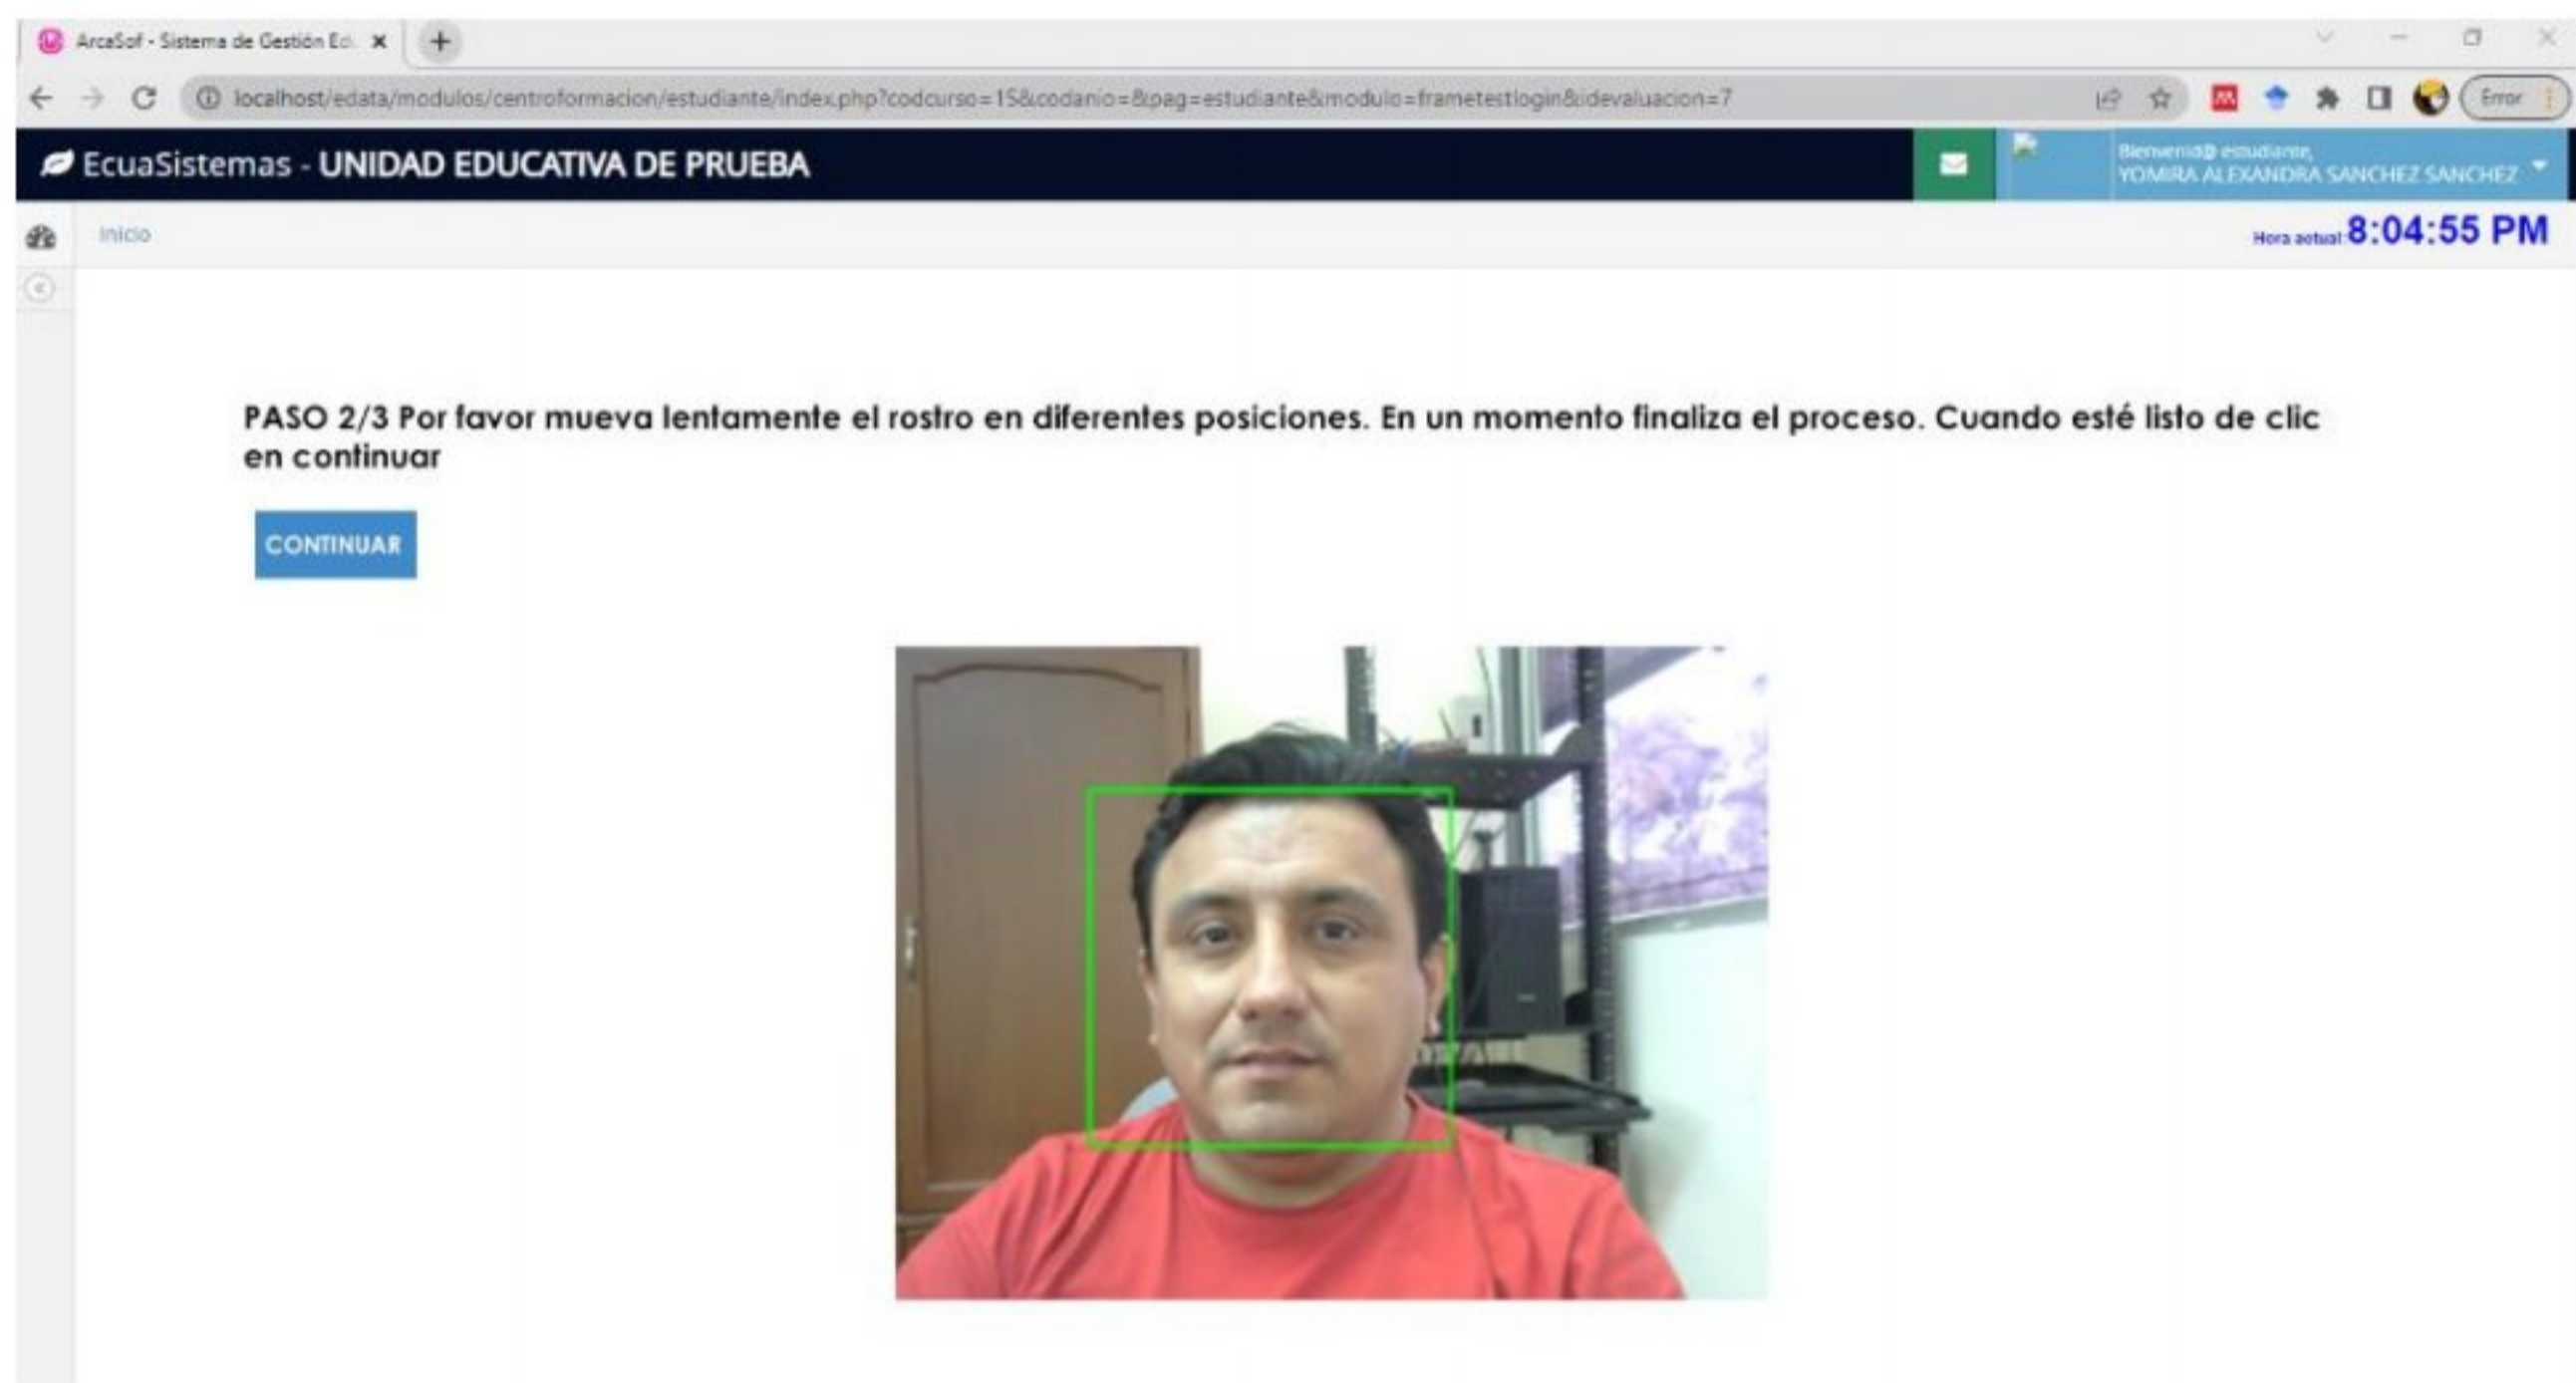 ArcaSof - Sistema de Gestión Ed
localhost/edata/modulos/centroformacion/estudiante/index.php?codcurso=15&codanio=8&pag=estudiante&modulo=frametestlogin&idevaluacion=7
Error
EcuaSistemas - UNIDAD EDUCATIVA DE PRUEBA
Bienvenid@ estudiante,
YOMIRA ALEXANDRA SANCHEZ SANCHEZ
Inicio
Hora actual: 8:04:55 PM
PASO 2/3 Por favor mueva lentamente el rostro en diferentes posiciones. En un momento finaliza el proceso. Cuando esté listo de clic
en continuar
CONTINUAR